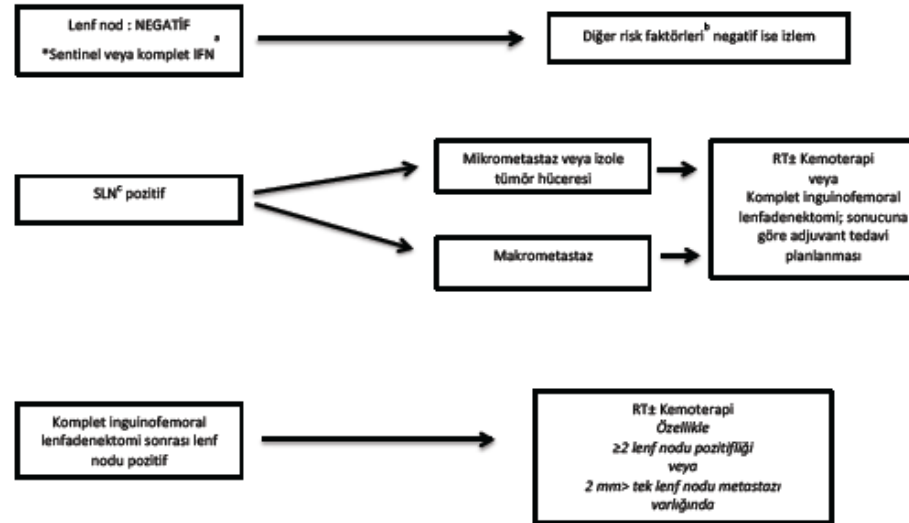 Lenf nod : NEGATİF
a
*Sentinel veya komplet IFN
Diğer risk faktörleri b negatif ise izlem
SLN c pozitif
Mikrometastaz veya izole
tümör hücresi
Makrometastaz
RT± Kemoterapi
veya
Komplet inguinofemoral
lenfadenektomi; sonucuna
göre adjuvant tedavi
planlanması
Komplet inguinofemoral
lenfadenektomi sonrası lenf
nodu pozitif
RT± Kemoterapi
Özellikle
≥2 lenf nodu pozitifliği
veya
2 mm> tek lenf nodu metastazı
varlığında